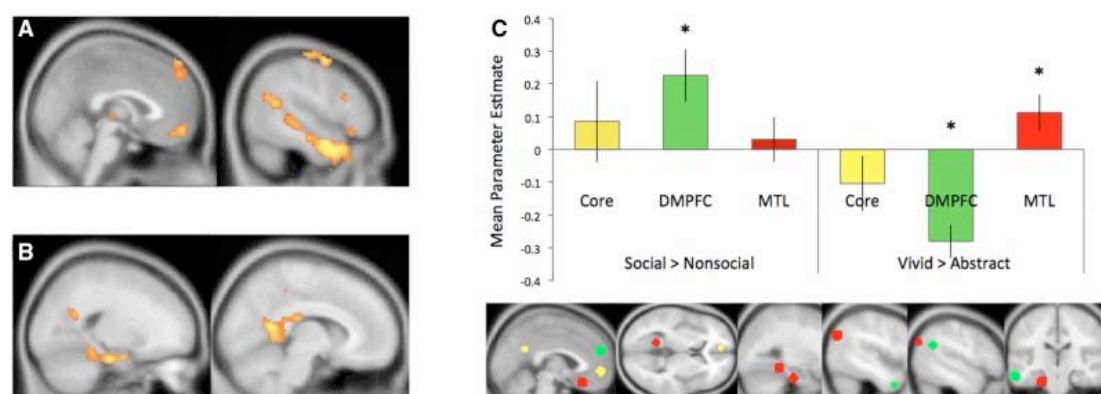 A
B
C
Mean Parameter Estimate
0.4
0.3
0.2
0.1
0
-0.1
-0.2
-0.3
-0.4
*
*
*
Core DMPFC MTL Core DMPFC MTL
Social > Nonsocial Vivid > Abstract